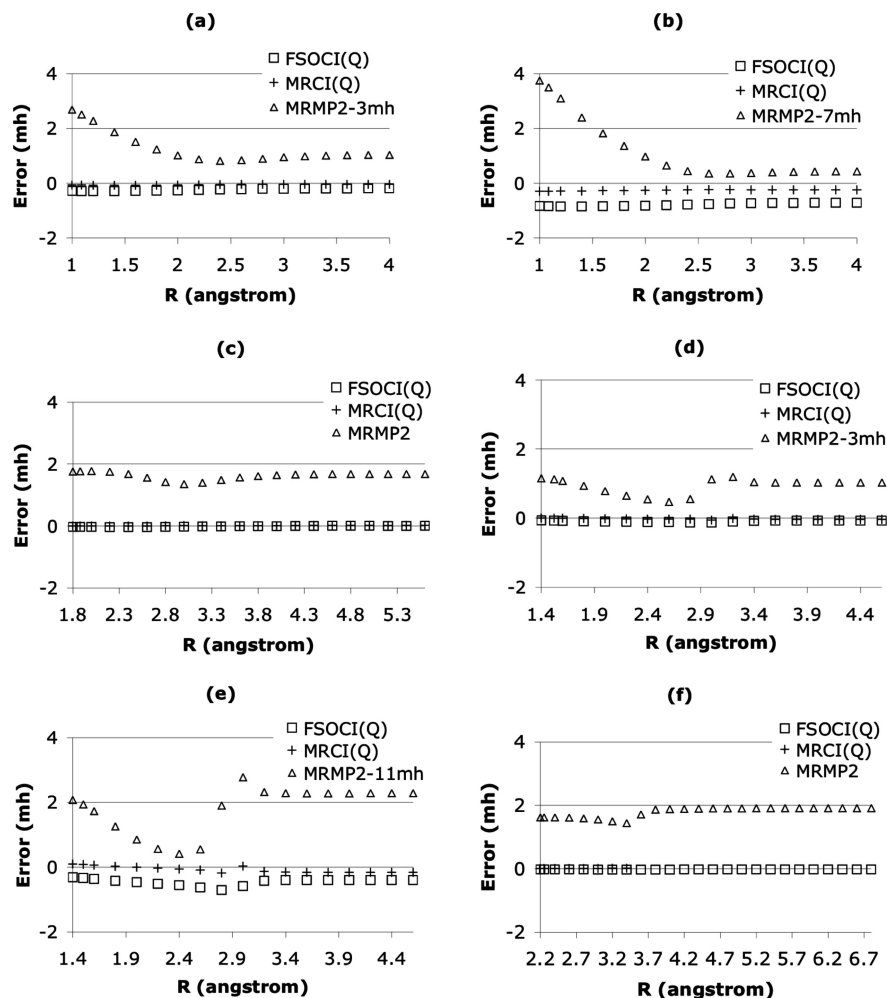 (a)
FSOCI(Q)
MRCI(Q)
MRMP2-3mh
Error (mh)
4
2
0
-2
1 1.5 2 2.5 3 3.5 4
R (angstrom)
(b)
FSOCI(Q)
MRCI(Q)
MRMP2-7mh
Error (mh)
4
2
0
-2
1 1.5 2 2.5 3 3.5 4
R (angstrom)
(c)
FSOCI(Q)
MRCI(Q)
MRMP2
Error (mh)
4
2
0
-2
1.8 2.3 2.8 3.3 3.8 4.3 4.8 5.3
R (angstrom)
(d)
FSOCI(Q)
MRCI(Q)
MRMP2-3mh
Error (mh)
4
2
0
-2
1.4 1.9 2.4 2.9 3.4 3.9 4.4
R (angstrom)
(e)
FSOCI(Q)
MRCI(Q)
MRMP2-11mh
Error (mh)
4
2
0
-2
1.4 1.9 2.4 2.9 3.4 3.9 4.4
R (angstrom)
(f)
FSOCI(Q)
MRCI(Q)
MRMP2
Error (mh)
4
2
0
-2
2.2 2.7 3.2 3.7 4.2 4.7 5.2 5.7 6.2 6.7
R (angstrom)